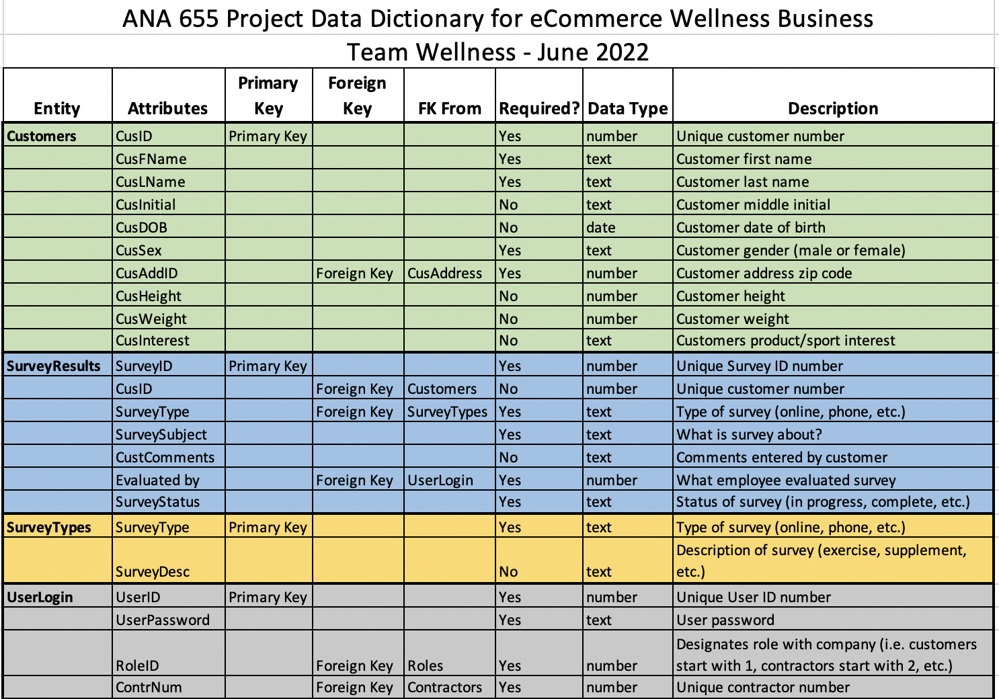 ANA 655 Project Data Dictionary for eCommerce Wellness Business
Team Wellness - June 2022
Entity Attributes Primary Key Foreign Key FK From Required? Data Type Description
Customers CusID Primary Key Yes number Unique customer number
CusFName Yes text Customer first name
CusLName Yes text Customer last name
CusInitial No text Customer middle initial
CusDOB No date Customer date of birth
CusSex Yes text Customer gender (male or female)
CusAddID Foreign Key CusAddress Yes number Customer address zip code
CusHeight No number Customer height
CusWeight No number Customer weight
CusInterest No text Customers product/sport interest
SurveyResults SurveyID Primary Key Yes number Unique Survey ID number
CusID Foreign Key Customers No number Unique customer number
SurveyType Foreign Key SurveyTypes Yes text Type of survey (online, phone, etc.)
SurveySubject Yes text What is survey about?
CustComments No text Comments entered by customer
Evaluated by Foreign Key UserLogin Yes number What employee evaluated survey
SurveyStatus Yes text Status of survey (in progress, complete, etc.)
SurveyTypes SurveyType Primary Key Yes text Type of survey (online, phone, etc.)
SurveyDesc No text Description of survey (exercise, supplement, etc.)
UserLogin UserID Primary Key Yes number Unique User ID number
UserPassword Yes text User password
RoleID Foreign Key Roles Yes number Designates role with company (i.e. customers start with 1, contractors start with 2, etc.)
ContrNum Foreign Key Contractors Yes number Unique contractor number